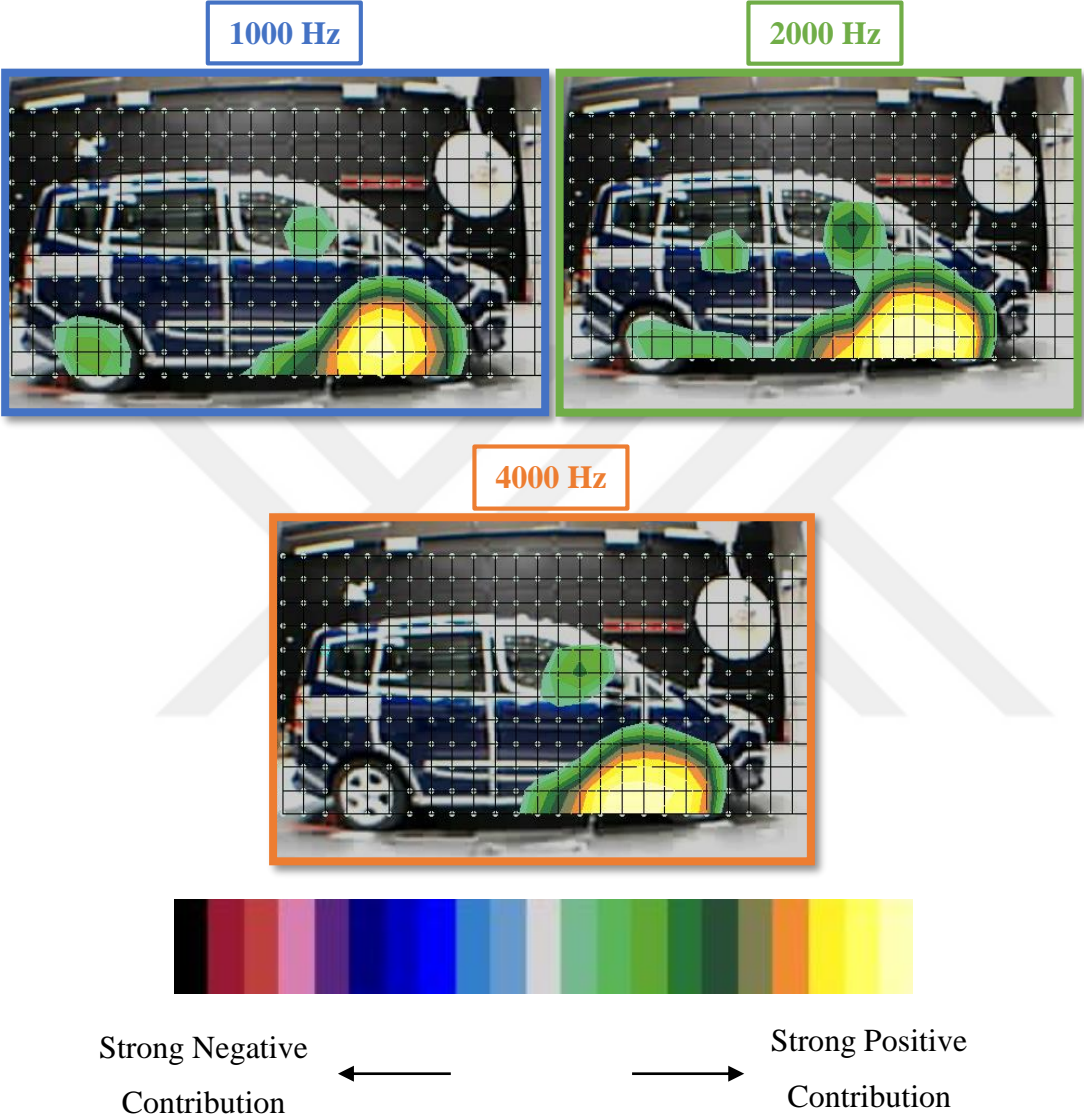 1000 Hz
2000 Hz
4000 Hz
Strong Negative
Contribution
Strong Positive
Contribution